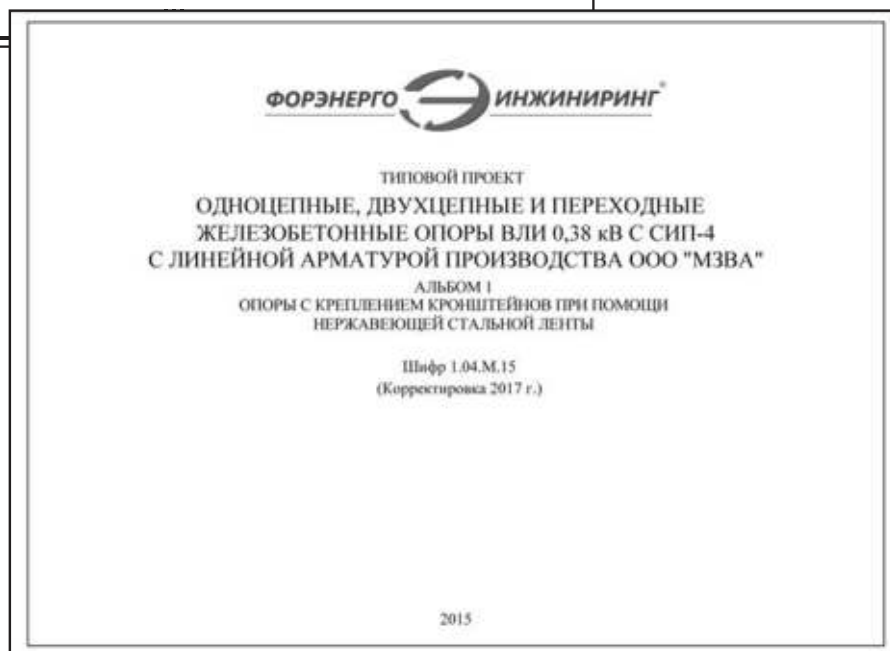 ФОРЭНЕРГО ИНЖИНИРИНГ®
ТИПОВОЙ ПРОЕКТ
ОДНОЦЕПНЫЕ, ДВУХЦЕПНЫЕ И ПЕРЕХОДНЫЕ
ЖЕЛЕЗОБЕТОННЫЕ ОПОРЫ ВЛИ 0,38 кВ С СИП-4
С ЛИНЕЙНОЙ АРМАТУРОЙ ПРОИЗВОДСТВА ООО "МЗВА"
АЛЬБОМ 1
ОПОРЫ С КРЕПЛЕНИЕМ КРОНШТЕЙНОВ ПРИ ПОМОЩИ
НЕРЖАВЕЮЩЕЙ СТАЛЬНОЙ ЛЕНТЫ
Шифр 1.04.М.15
(Корректировка 2017 г.)
2015